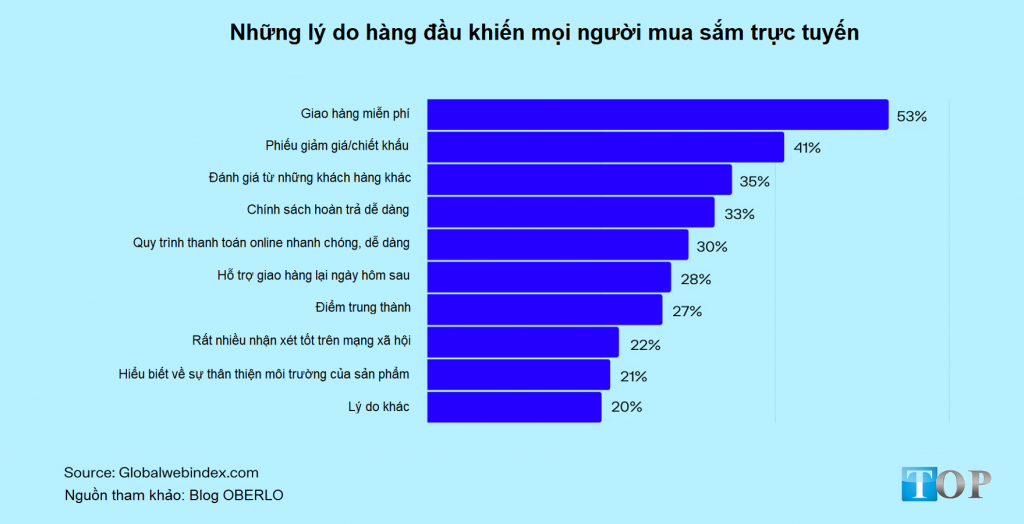 Những lý do hàng đầu khiến mọi người mua sắm trực tuyến
Giao hàng miễn phí 53%
Phiếu giảm giá/chiết khấu 41%
Đánh giá từ những khách hàng khác 35%
Chính sách hoàn trả dễ dàng 33%
Quy trình thanh toán online nhanh chóng, dễ dàng 30%
Hỗ trợ giao hàng lại ngày hôm sau 28%
Điểm trung thành 27%
Rất nhiều nhận xét tốt trên mạng xã hội 22%
Hiểu biết về sự thân thiện môi trường của sản phẩm 21%
Lý do khác 20%
Source: Globalwebindex.com
Nguồn tham khảo: Blog OBERLO
TOP